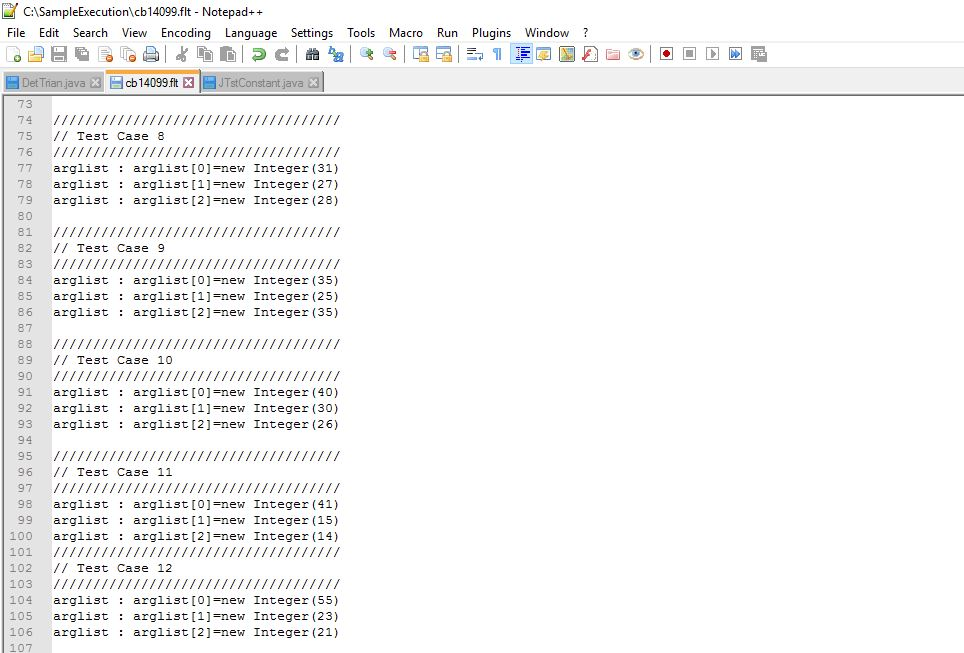 C:\SampleExecution\cb14099.flt - Notepad++
File Edit Search View Encoding Language Settings Tools Macro Run Plugins Window ?
DetTrian.java cb14099.flt JTstConstant.java
73
74 ////////////////////////////////////
75 // Test Case 8
76 ////////////////////////////////////
77 arglist : arglist[0]=new Integer(31)
78 arglist : arglist[1]=new Integer(27)
79 arglist : arglist[2]=new Integer(28)
80
81 ////////////////////////////////////
82 // Test Case 9
83 ////////////////////////////////////
84 arglist : arglist[0]=new Integer(35)
85 arglist : arglist[1]=new Integer(25)
86 arglist : arglist[2]=new Integer(35)
87
88 ////////////////////////////////////
89 // Test Case 10
90 ////////////////////////////////////
91 arglist : arglist[0]=new Integer(40)
92 arglist : arglist[1]=new Integer(30)
93 arglist : arglist[2]=new Integer(26)
94
95 ////////////////////////////////////
96 // Test Case 11
97 ////////////////////////////////////
98 arglist : arglist[0]=new Integer(41)
99 arglist : arglist[1]=new Integer(15)
100 arglist : arglist[2]=new Integer(14)
101 ////////////////////////////////////
102 // Test Case 12
103 ////////////////////////////////////
104 arglist : arglist[0]=new Integer(55)
105 arglist : arglist[1]=new Integer(23)
106 arglist : arglist[2]=new Integer(21)
107